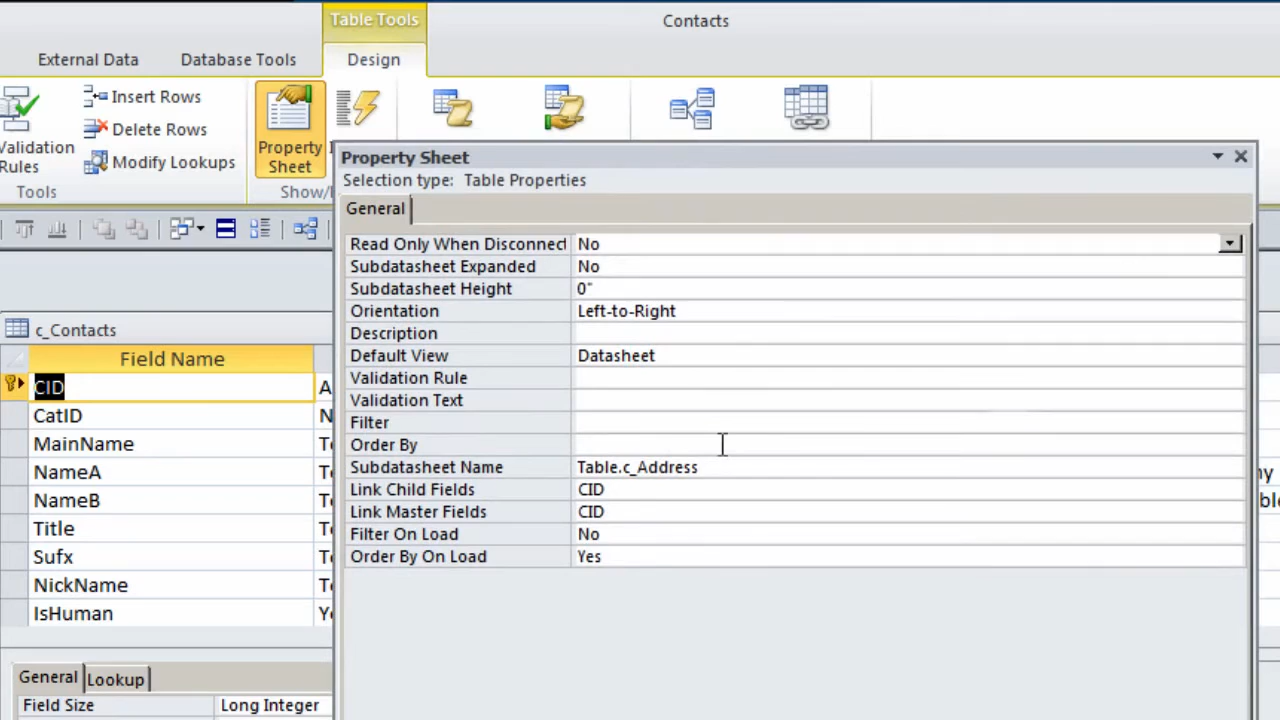 Table Tools
Contacts
External Data
Database Tools
Design
Insert Rows
Delete Rows
Modify Lookups
Validation
Rules
Property
Sheet
Tools
Property Sheet
Selection type: Table Properties
General
Read Only When Disconnect No
Subdatasheet Expanded No
Subdatasheet Height 0"
Orientation Left-to-Right
Description
Default View Datasheet
Validation Rule
Validation Text
Filter
Order By
Subdatasheet Name Table.c_Address
Link Child Fields CID
Link Master Fields CID
Filter On Load No
Order By On Load Yes
c_Contacts
Field Name
CID
CatID
MainName
NameA
NameB
Title
Sufx
NickName
IsHuman
General
Lookup
Field Size Long Integer